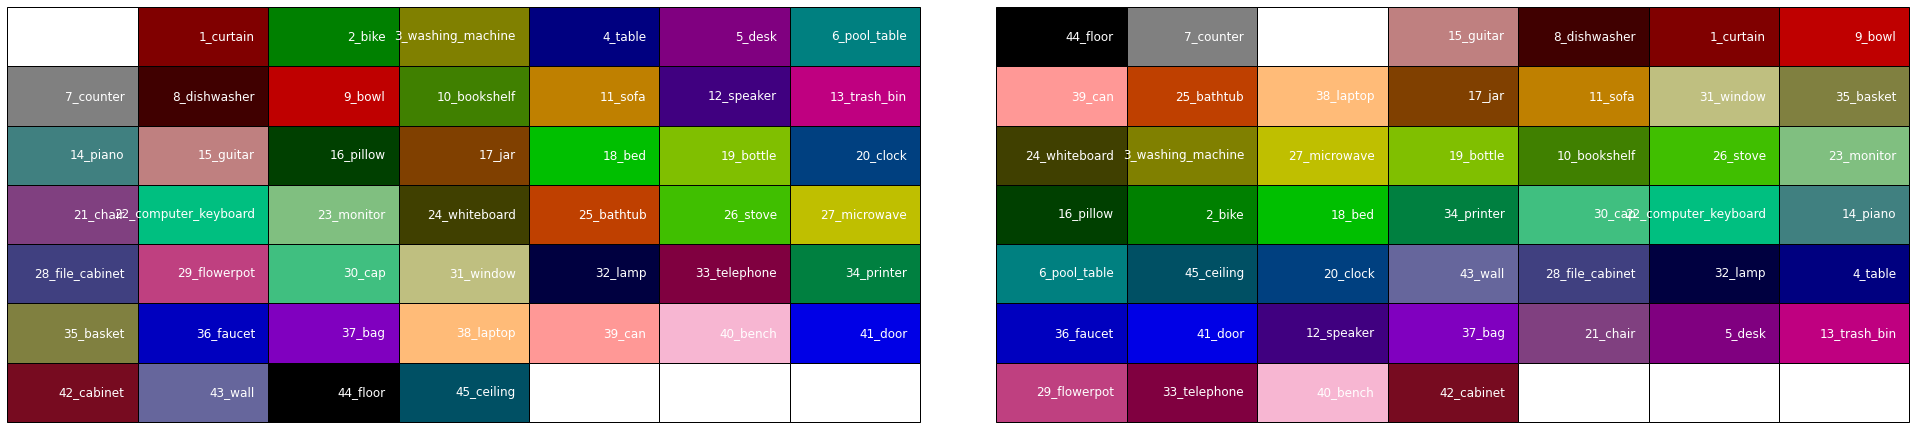 1_curtain 2_bike 3_washing_machine 4_table 5_desk 6_pool_table
7_counter 8_dishwasher 9_bowl 10_bookshelf 11_sofa 12_speaker 13_trash_bin
14_piano 15_guitar 16_pillow 17_jar 18_bed 19_bottle 20_clock
21_chair 22_computer_keyboard 23_monitor 24_whiteboard 25_bathtub 26_stove 27_microwave
28_file_cabinet 29_flowerpot 30_cap 31_window 32_lamp 33_telephone 34_printer
35_basket 36_faucet 37_bag 38_laptop 39_can 40_bench 41_door
42_cabinet 43_wall 44_floor 45_ceiling
44_floor 7_counter 15_guitar 8_dishwasher 1_curtain 9_bowl
39_can 25_bathtub 38_laptop 17_jar 11_sofa 31_window 35_basket
24_whiteboard 3_washing_machine 27_microwave 19_bottle 10_bookshelf 26_stove 23_monitor
16_pillow 2_bike 18_bed 34_printer 30_cap 22_computer_keyboard 14_piano
6_pool_table 45_ceiling 20_clock 43_wall 28_file_cabinet 32_lamp 4_table
36_faucet 41_door 12_speaker 37_bag 21_chair 5_desk 13_trash_bin
29_flowerpot 33_telephone 40_bench 42_cabinet